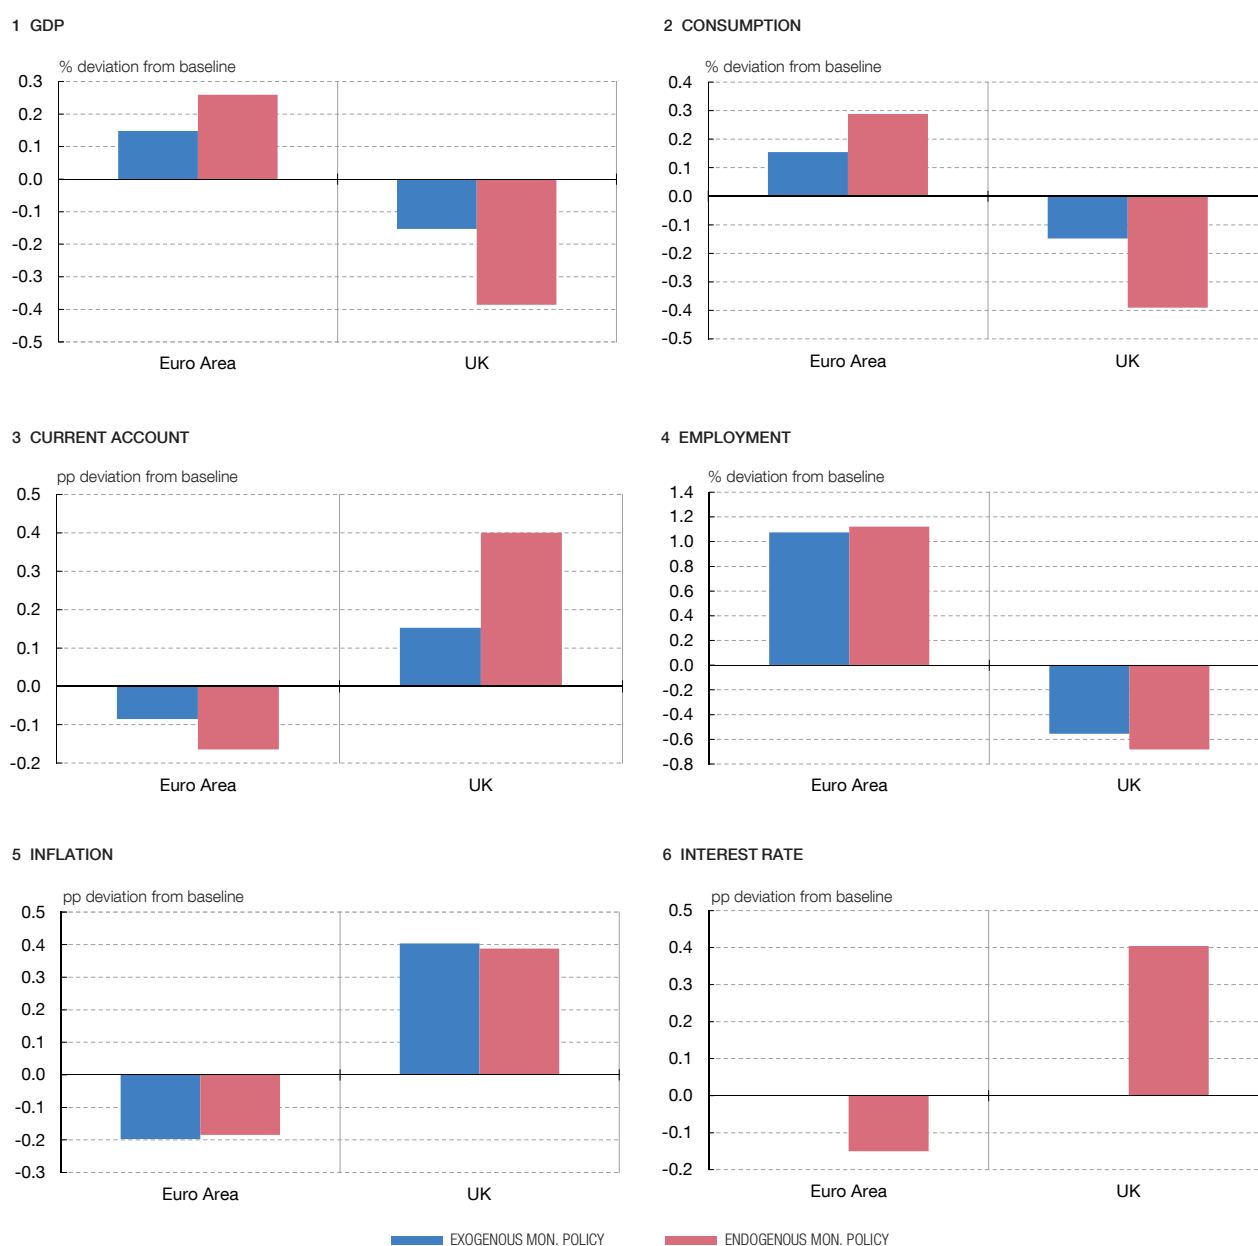 1 GDP
% deviation from baseline
0.3
0.2
0.1
0.0
-0.1
-0.2
-0.3
-0.4
-0.5
Euro Area UK
2 CONSUMPTION
% deviation from baseline
0.4
0.3
0.2
0.1
0.0
-0.1
-0.2
-0.3
-0.4
-0.5
Euro Area UK
3 CURRENT ACCOUNT
pp deviation from baseline
0.5
0.4
0.3
0.2
0.1
0.0
-0.1
-0.2
Euro Area UK
4 EMPLOYMENT
% deviation from baseline
1.4
1.2
1.0
0.8
0.6
0.4
0.2
0.0
-0.2
-0.4
-0.6
-0.8
Euro Area UK
5 INFLATION
pp deviation from baseline
0.5
0.4
0.3
0.2
0.1
0.0
-0.1
-0.2
-0.3
Euro Area UK
6 INTEREST RATE
pp deviation from baseline
0.5
0.4
0.3
0.2
0.1
0.0
-0.1
-0.2
Euro Area UK
EXOGENOUS MON. POLICY ENDOGENOUS MON. POLICY